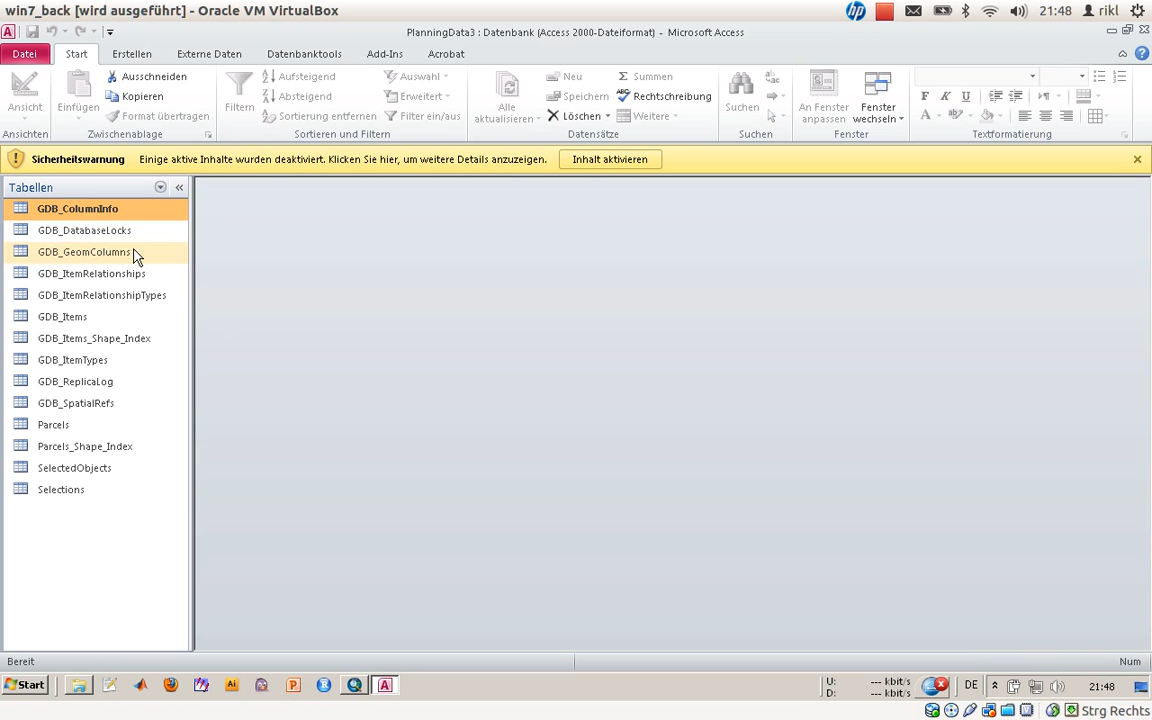 win7_back [wird ausgeführt] - Oracle VM VirtualBox
21:48 rikl
PlanningData3 : Datenbank (Access 2000-Dateiformat) - Microsoft Access
Datei Start Erstellen Externe Daten Datenbanktools Add-Ins Acrobat
Ausschneiden Aufsteigend Auswahl Neu Summen
Ansicht Einfügen Kopieren Filtern Absteigend Erweitert Alle aktualisieren Speichern Rechtschreibung Suchen An Fenster anpassen Fenster wechseln F K U
Format übertragen Sortierung entfernen Filter ein/aus Löschen Weitere A
Ansichten Zwischenablage Sortieren und Filtern Datensätze Suchen Fenster Textformatierung
Sicherheitswarnung Einige aktive Inhalte wurden deaktiviert. Klicken Sie hier, um weitere Details anzuzeigen. Inhalt aktivieren
Tabellen
GDB_ColumnInfo
GDB_DatabaseLocks
GDB_GeomColumns
GDB_ItemRelationships
GDB_ItemRelationshipTypes
GDB_Items
GDB_Items_Shape_Index
GDB_ItemTypes
GDB_ReplicaLog
GDB_SpatialRefs
Parcels
Parcels_Shape_Index
SelectedObjects
Selections
Bereit Num
Start U: --- kbit/s DE 21:48
D: --- kbit/s
Strg Rechts